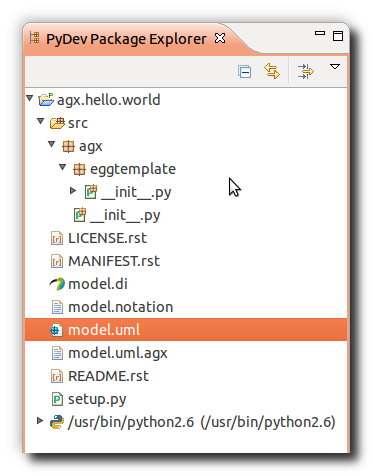 PyDev Package Explorer
agx.hello.world
src
agx
eggtemplate
__init__.py
__init__.py
LICENSE.rst
MANIFEST.rst
model.di
model.notation
model.uml
model.uml.agx
README.rst
setup.py
/usr/bin/python2.6 (/usr/bin/python2.6)